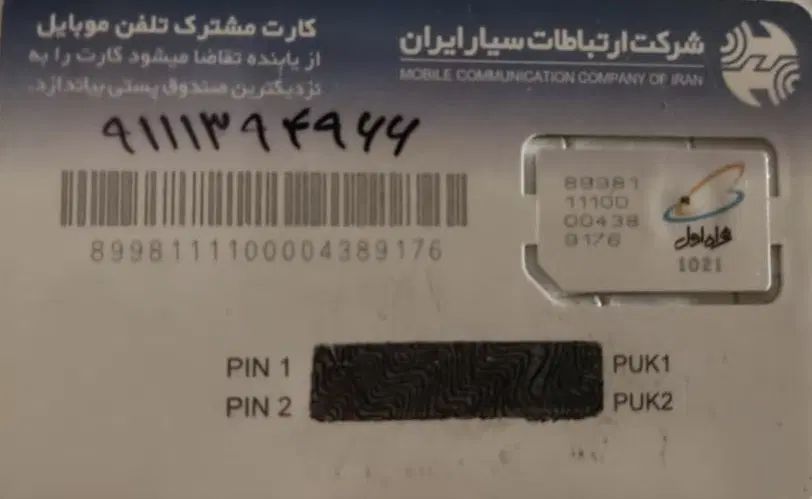 کارت مشترک تلفن موبایل
از یابنده تقاضا میشود کارت را به
نزدیکترین صندوق پستی بیاندازد.
شرکت ارتباطات سیار ایران
MOBILE COMMUNICATION COMPANY OF IRAN
۹۱۱۱۳۹۴۹۶۶
8998111100004389176
89981
11100
00438
9176
همراه اول
1021
PIN 1
PUK1
PIN 2
PUK2